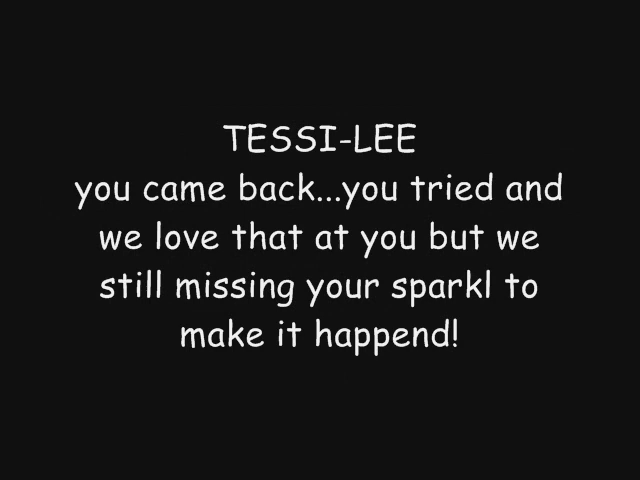 TESSI-LEE
you came back...you tried and
we love that at you but we
still missing your sparkl to
make it happend!